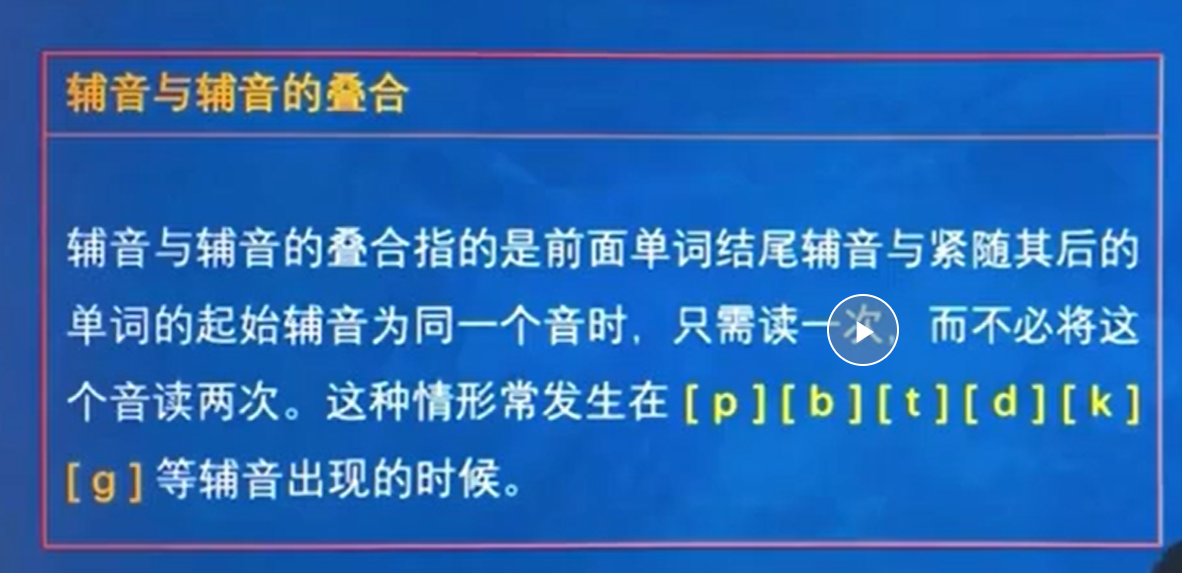 辅音与辅音的叠合
辅音与辅音的叠合指的是前面单词结尾辅音与紧随其后的
单词的起始辅音为同一个音时，只需读一次，而不必将这
个音读两次。这种情形常发生在 [ p ] [ b ] [ t ] [ d ] [ k ]
[ g ] 等辅音出现的时候。